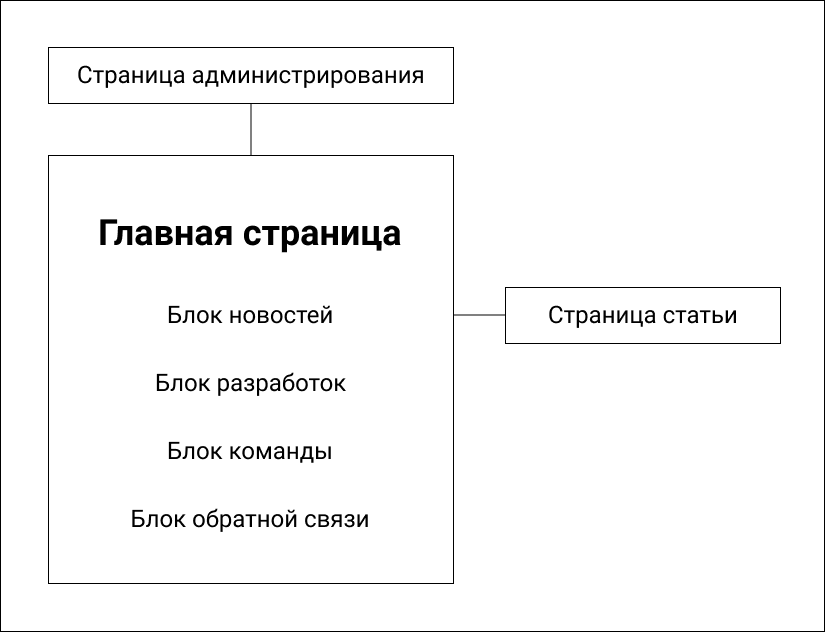 Страница администрирования
Главная страница
Блок новостей
Страница статьи
Блок разработок
Блок команды
Блок обратной связи